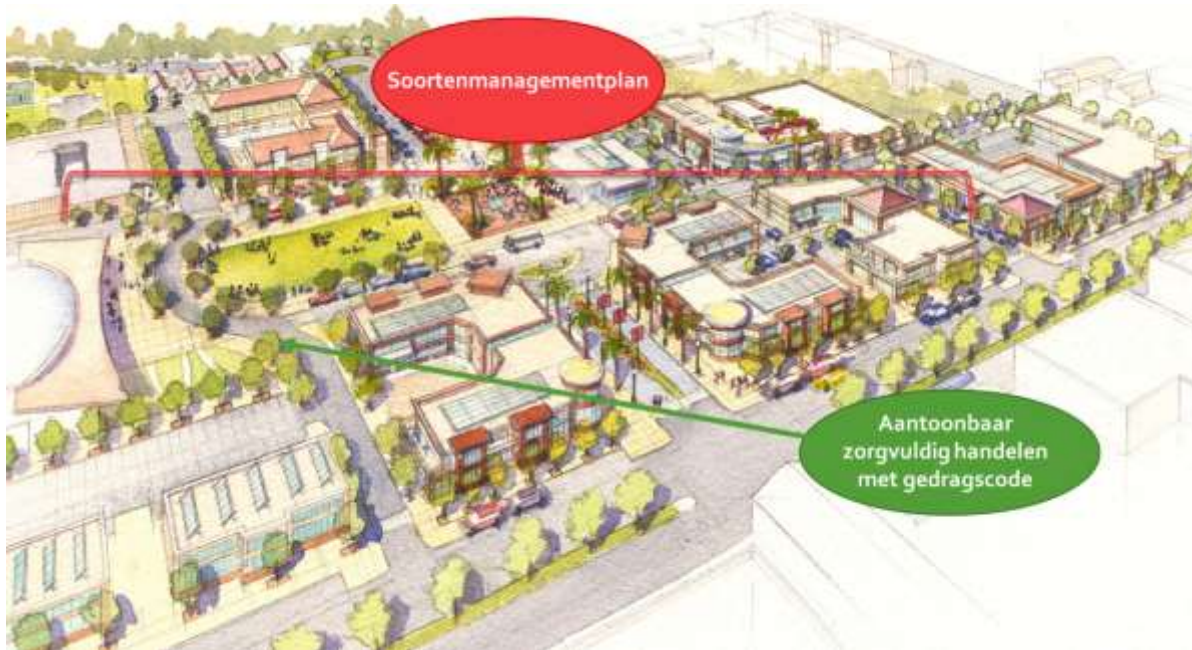 Soortenmanagementplan
Aantoonbaar
zorgvuldig handelen
met gedragscode